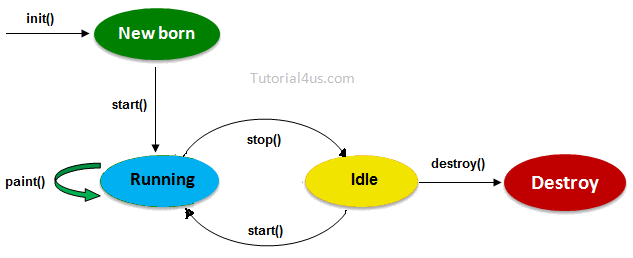 init()
New born
Tutorial4us.com
start()
stop()
paint()
Running
Idle
destroy()
Destroy
start()